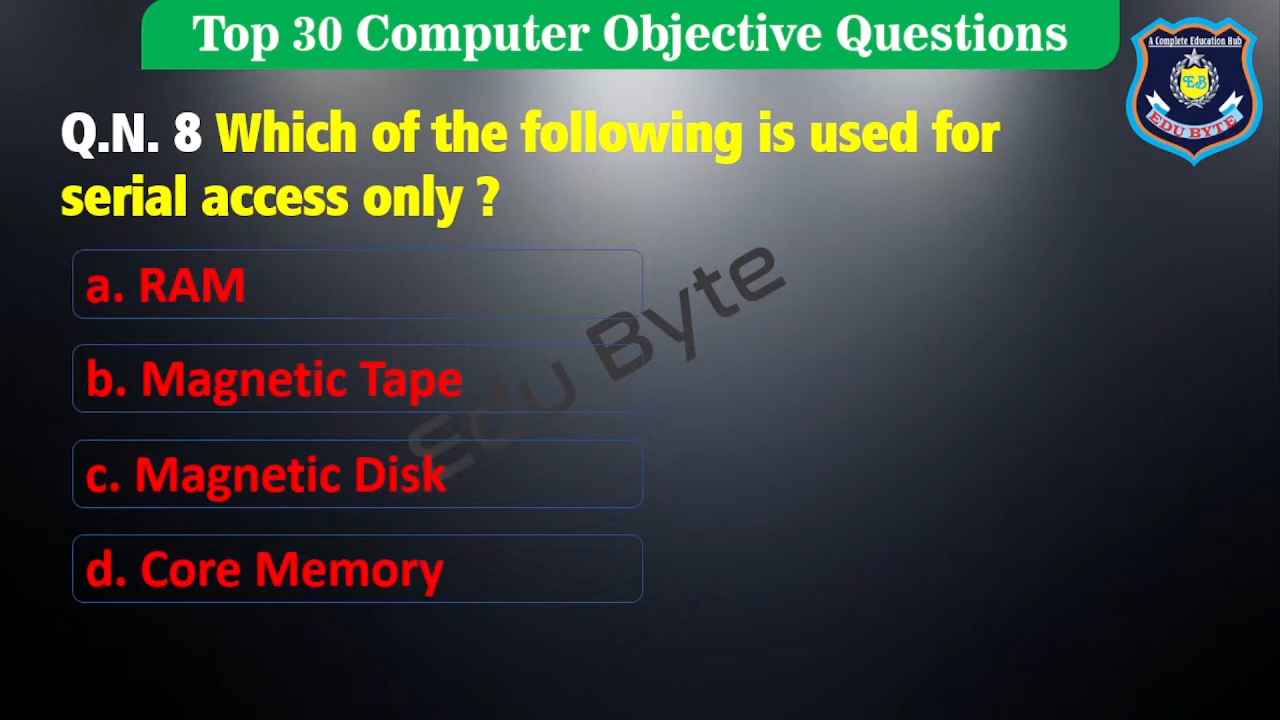 Top 30 Computer Objective Questions
A Complete Education Hub
EB
EDU BYTE
Q.N. 8 Which of the following is used for
serial access only ?
a. RAM
b. Magnetic Tape
c. Magnetic Disk
d. Core Memory
Edu Byte